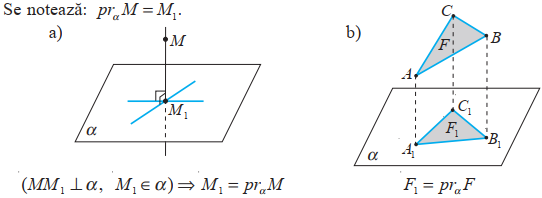 Se notează: pr_α M = M₁.
a)
b)
M
M₁
α
C
F
B
A
C₁
F₁
A₁
B₁
α
(MM₁ ⊥ α, M₁ ∈ α) ⇒ M₁ = pr_α M
F₁ = pr_α F